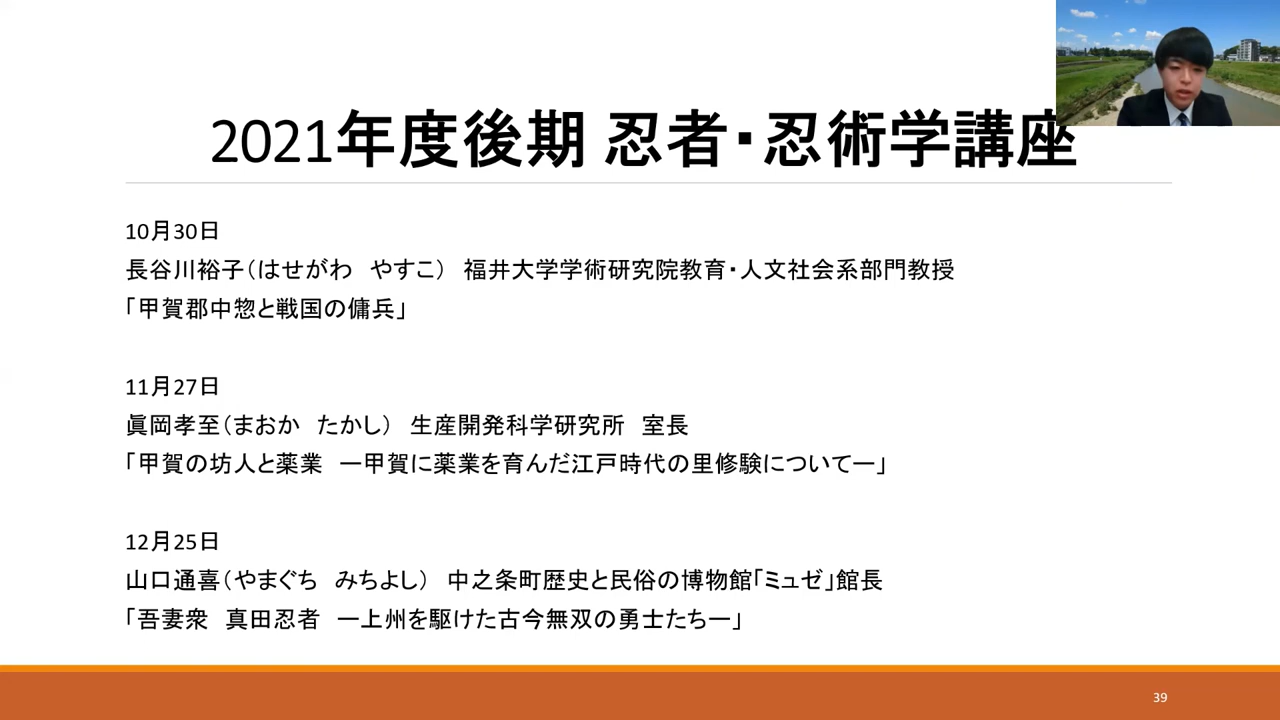 2021年度後期 忍者・忍術学講座
10月30日
長谷川裕子（はせがわ　やすこ）　福井大学学術研究院教育・人文社会系部門教授
「甲賀郡中惣と戦国の傭兵」
11月27日
眞岡孝至（まおか　たかし）　生産開発科学研究所　室長
「甲賀の坊人と薬業　―甲賀に薬業を育んだ江戸時代の里修験について―」
12月25日
山口通喜（やまぐち　みちよし）　中之条町歴史と民俗の博物館「ミュゼ」館長
「吾妻衆　真田忍者　―上州を駆けた古今無双の勇士たち―」
39